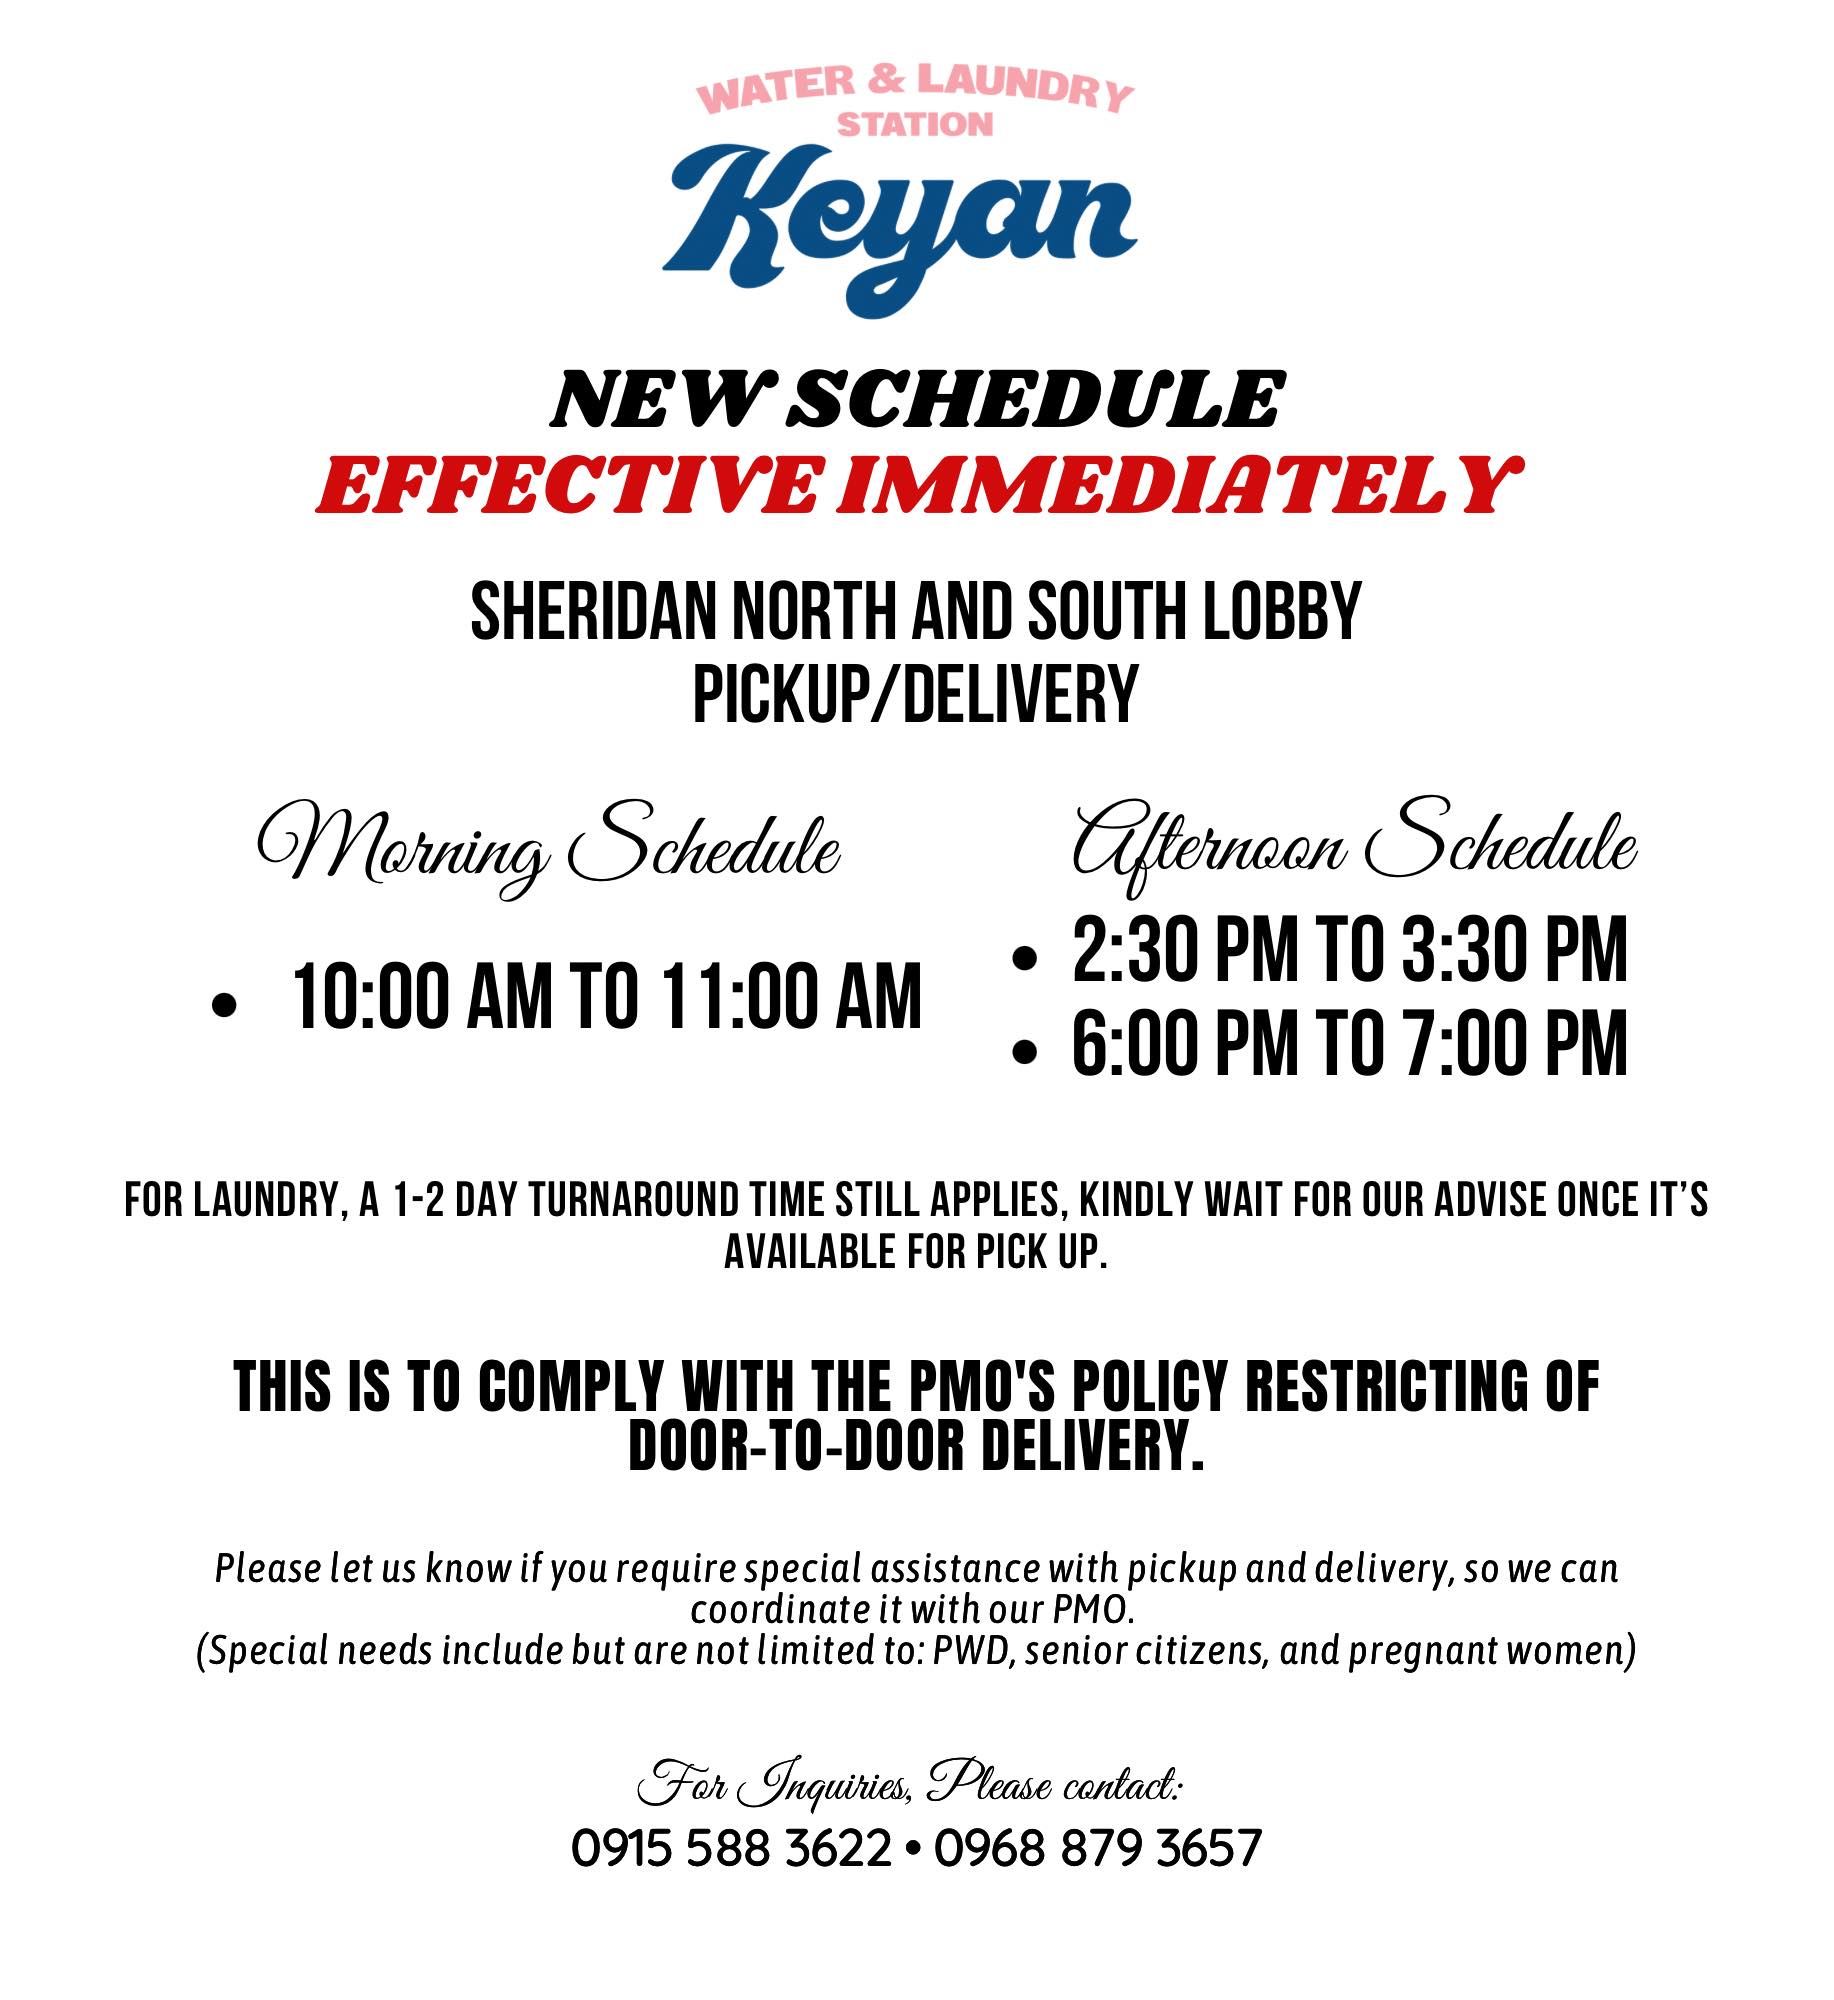 WATER & LAUNDRY
STATION
Keyan
NEW SCHEDULE
EFFECTIVE IMMEDIATELY
SHERIDAN NORTH AND SOUTH LOBBY
PICKUP/DELIVERY
Morning Schedule
• 10:00 AM TO 11:00 AM
Afternoon Schedule
• 2:30 PM TO 3:30 PM
• 6:00 PM TO 7:00 PM
FOR LAUNDRY, A 1-2 DAY TURNAROUND TIME STILL APPLIES, KINDLY WAIT FOR OUR ADVISE ONCE IT’S
AVAILABLE FOR PICK UP.
THIS IS TO COMPLY WITH THE PMO'S POLICY RESTRICTING OF
DOOR-TO-DOOR DELIVERY.
Please let us know if you require special assistance with pickup and delivery, so we can
coordinate it with our PMO.
(Special needs include but are not limited to: PWD, senior citizens, and pregnant women)
For Inquiries, Please contact:
0915 588 3622 • 0968 879 3657